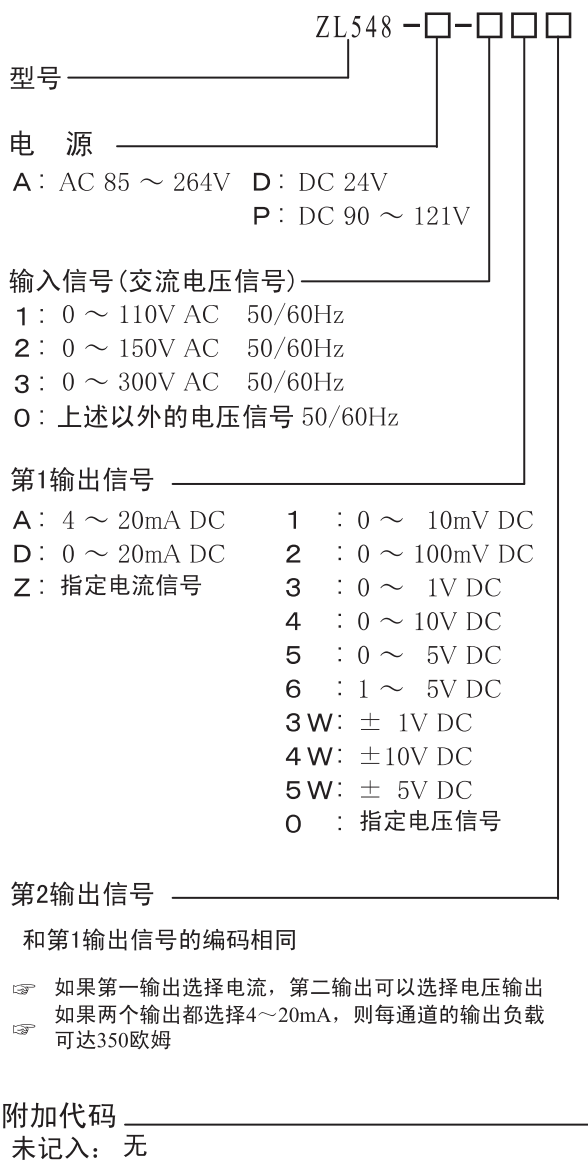 ZL548 -□-□□□
型号
电 源
A: AC 85 ～ 264V D: DC 24V
P: DC 90 ～ 121V
输入信号(交流电压信号)
1: 0 ～ 110V AC 50/60Hz
2: 0 ～ 150V AC 50/60Hz
3: 0 ～ 300V AC 50/60Hz
0: 上述以外的电压信号 50/60Hz
第1输出信号
A: 4 ～ 20mA DC 1 : 0 ～ 10mV DC
D: 0 ～ 20mA DC 2 : 0 ～ 100mV DC
Z: 指定电流信号 3 : 0 ～ 1V DC
4 : 0 ～ 10V DC
5 : 0 ～ 5V DC
6 : 1 ～ 5V DC
3W: ± 1V DC
4W: ±10V DC
5W: ± 5V DC
0 : 指定电压信号
第2输出信号
和第1输出信号的编码相同
☞ 如果第一输出选择电流，第二输出可以选择电压输出
☞ 如果两个输出都选择4～20mA，则每通道的输出负载
可达350欧姆
附加代码
未记入: 无